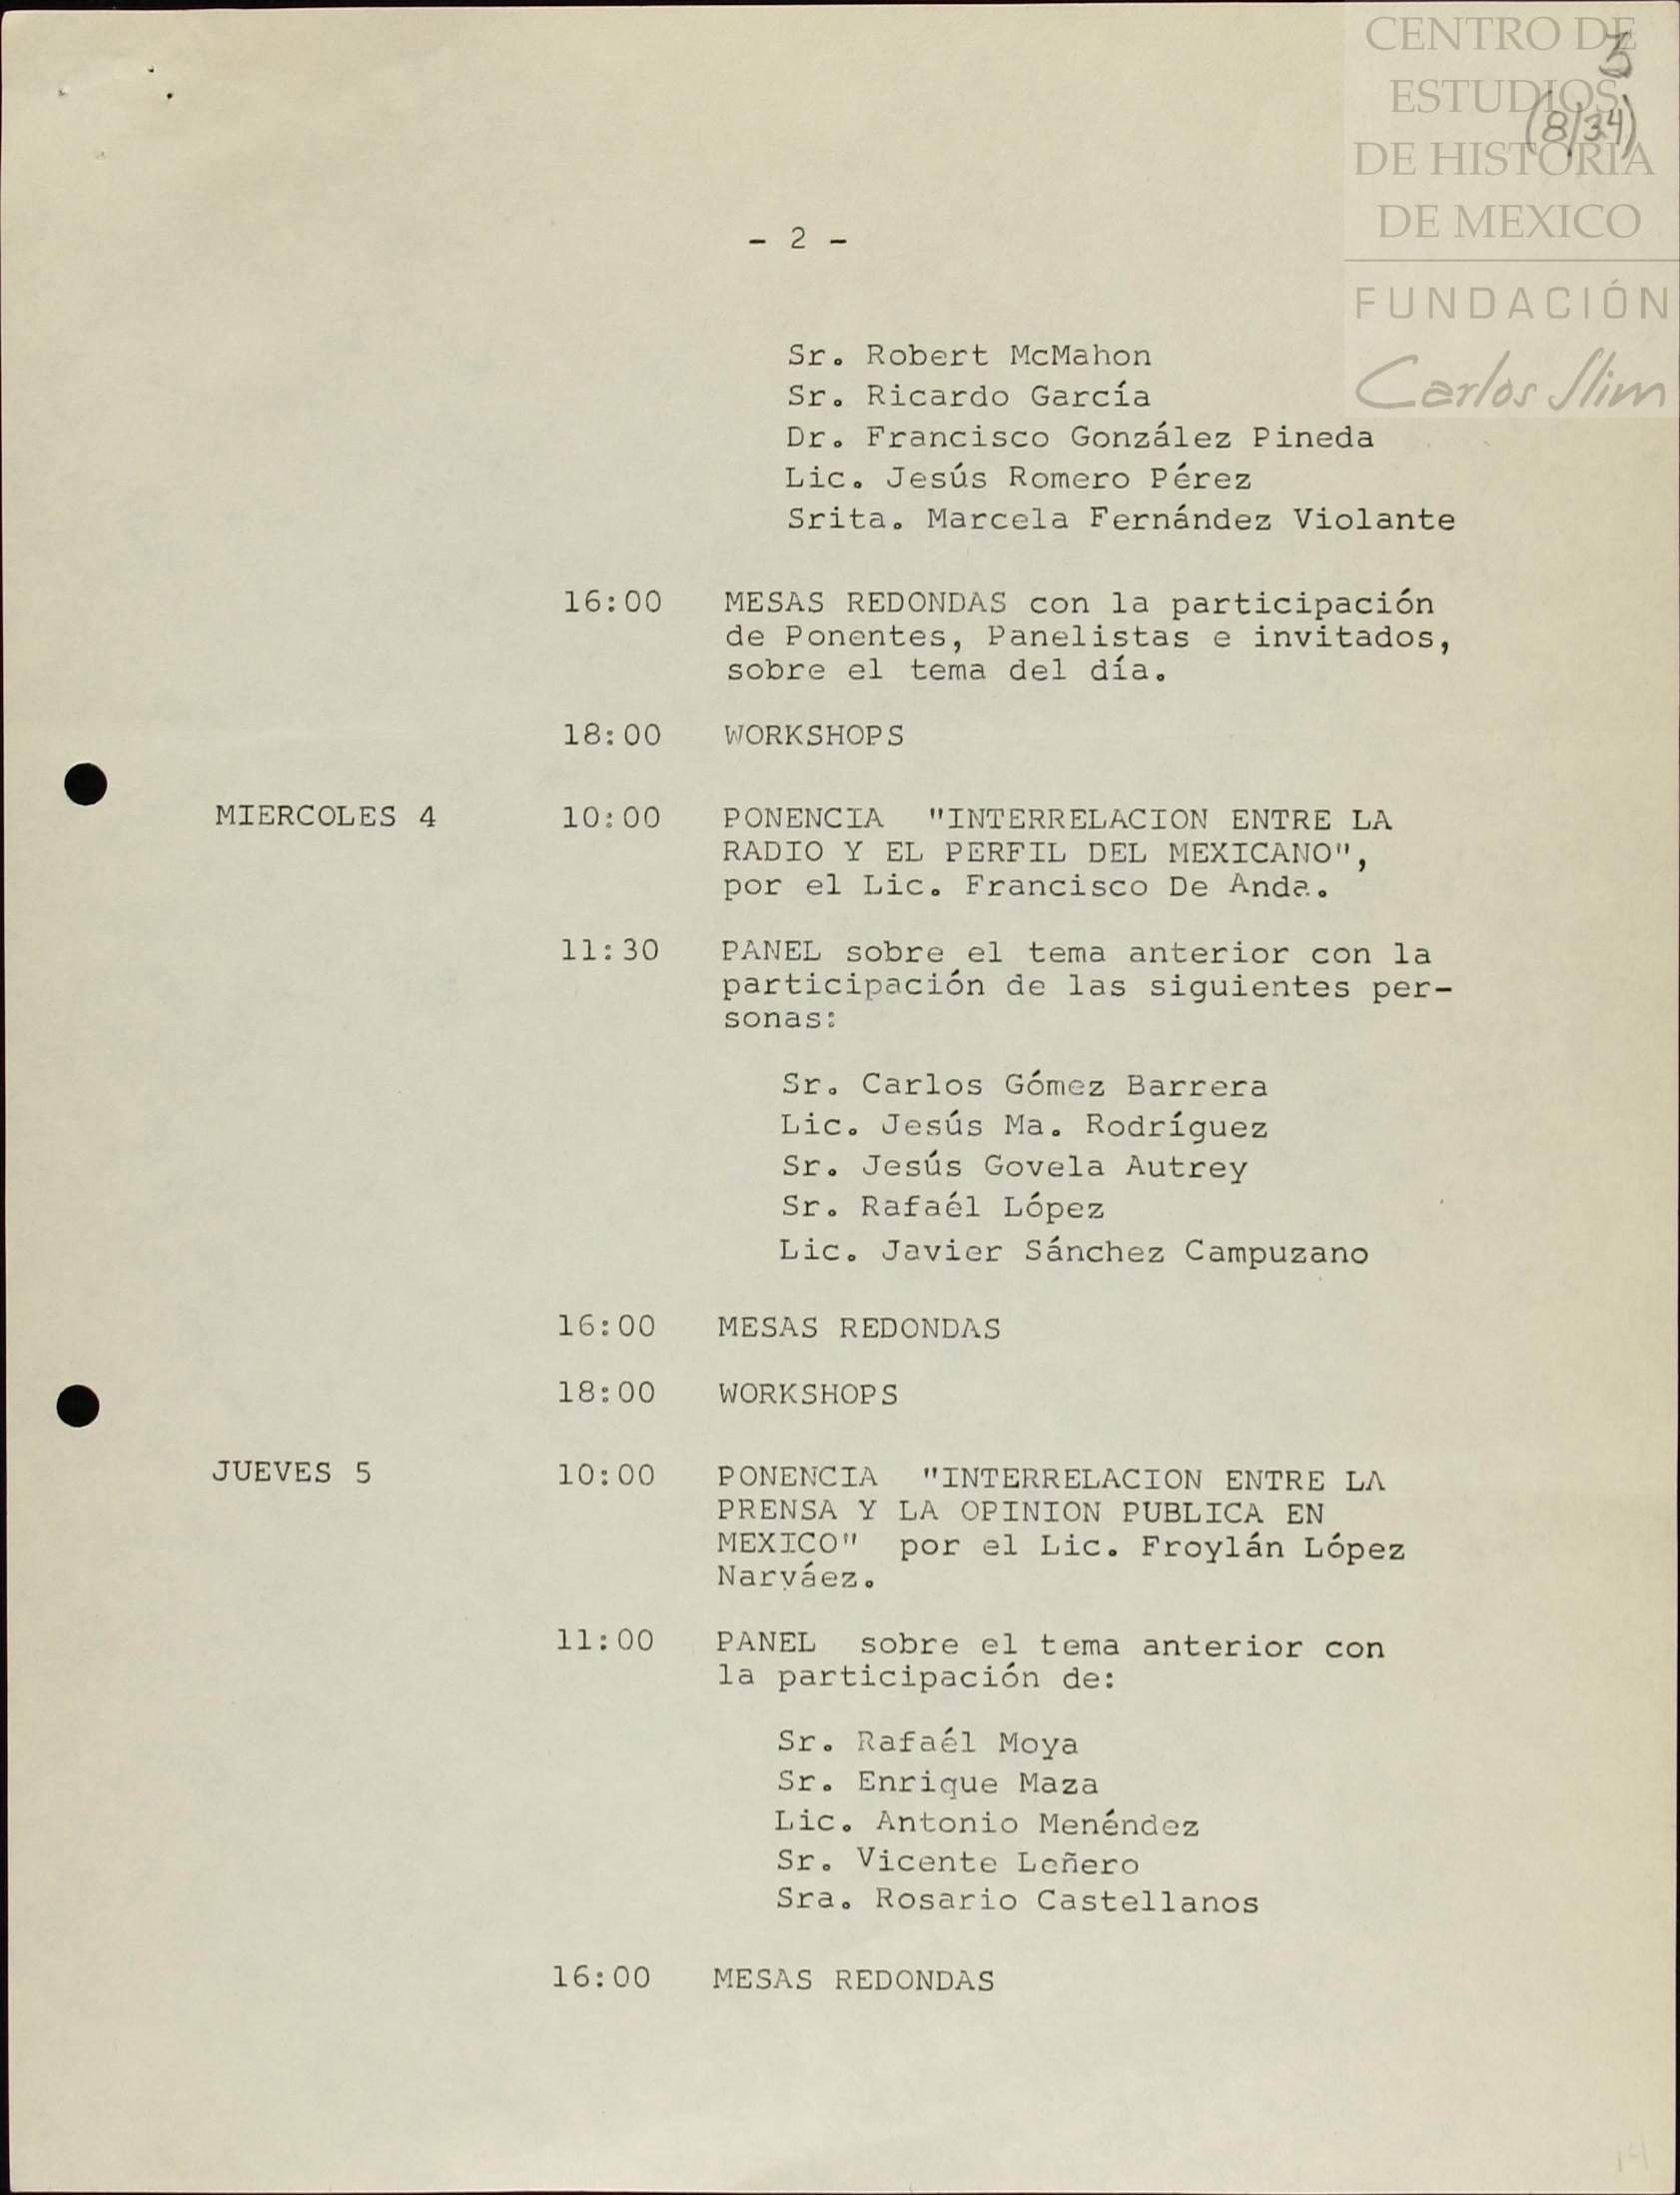 CENTRO DE
ESTUDIOS
DE HISTORIA
DE MEXICO
FUNDACIÓN
Carlos Slim
3
(8/34)
- 2 -
Sr. Robert McMahon
Sr. Ricardo García
Dr. Francisco González Pineda
Lic. Jesús Romero Pérez
Srita. Marcela Fernández Violante
16:00 MESAS REDONDAS con la participación
de Ponentes, Panelistas e invitados,
sobre el tema del día.
18:00 WORKSHOPS
MIERCOLES 4 10:00 PONENCIA "INTERRELACION ENTRE LA
RADIO Y EL PERFIL DEL MEXICANO",
por el Lic. Francisco De Anda.
11:30 PANEL sobre el tema anterior con la
participación de las siguientes per-
sonas:
Sr. Carlos Gómez Barrera
Lic. Jesús Ma. Rodríguez
Sr. Jesús Govela Autrey
Sr. Rafaél López
Lic. Javier Sánchez Campuzano
16:00 MESAS REDONDAS
18:00 WORKSHOPS
JUEVES 5 10:00 PONENCIA "INTERRELACION ENTRE LA
PRENSA Y LA OPINION PUBLICA EN
MEXICO" por el Lic. Froylán López
Narváez.
11:00 PANEL sobre el tema anterior con
la participación de:
Sr. Rafaél Moya
Sr. Enrique Maza
Lic. Antonio Menéndez
Sr. Vicente Leñero
Sra. Rosario Castellanos
16:00 MESAS REDONDAS
14